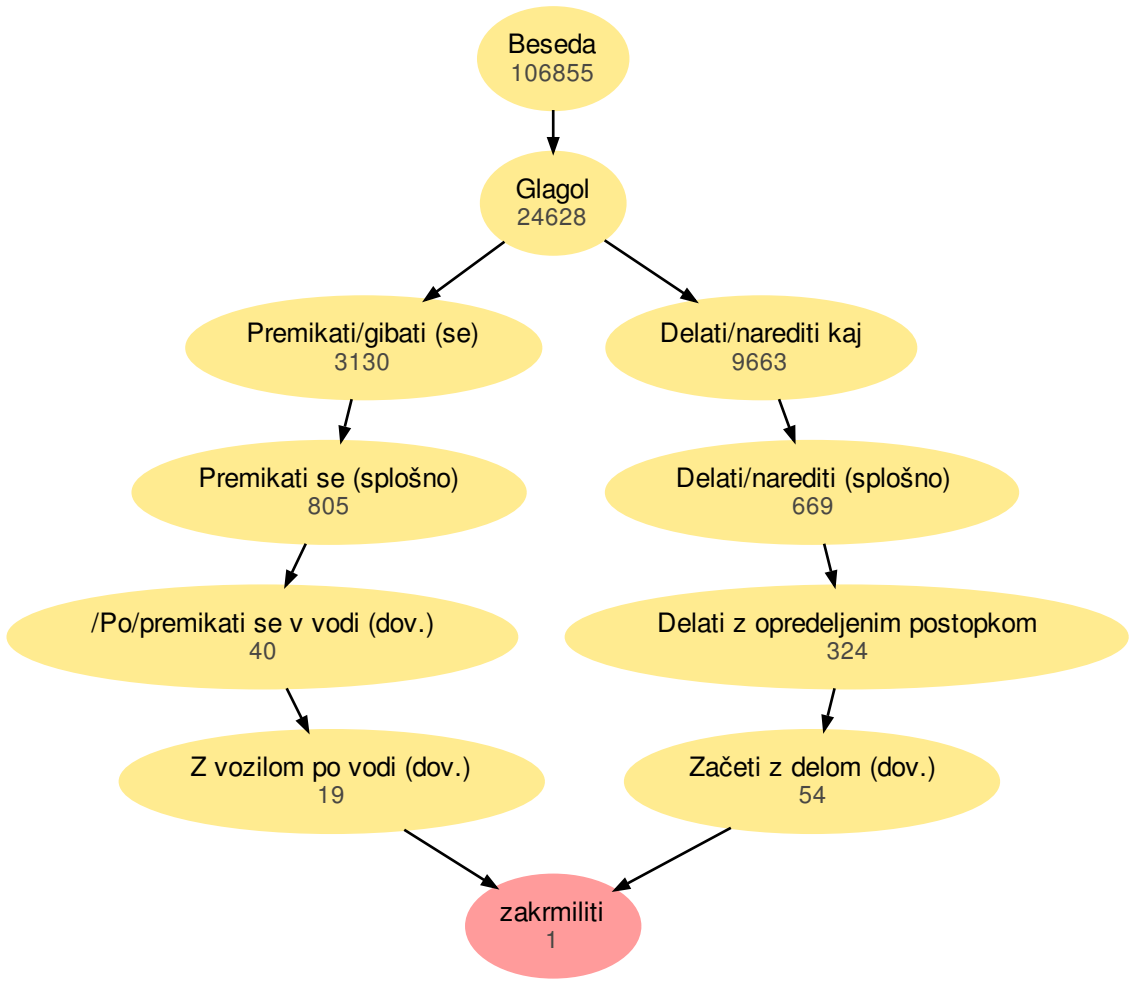 Beseda
106855
Glagol
24628
Premikati/gibati (se)
3130
Delati/narediti kaj
9663
Premikati se (splošno)
805
Delati/narediti (splošno)
669
/Po/premikati se v vodi (dov.)
40
Delati z opredeljenim postopkom
324
Z vozilom po vodi (dov.)
19
Začeti z delom (dov.)
54
zakrmiliti
1